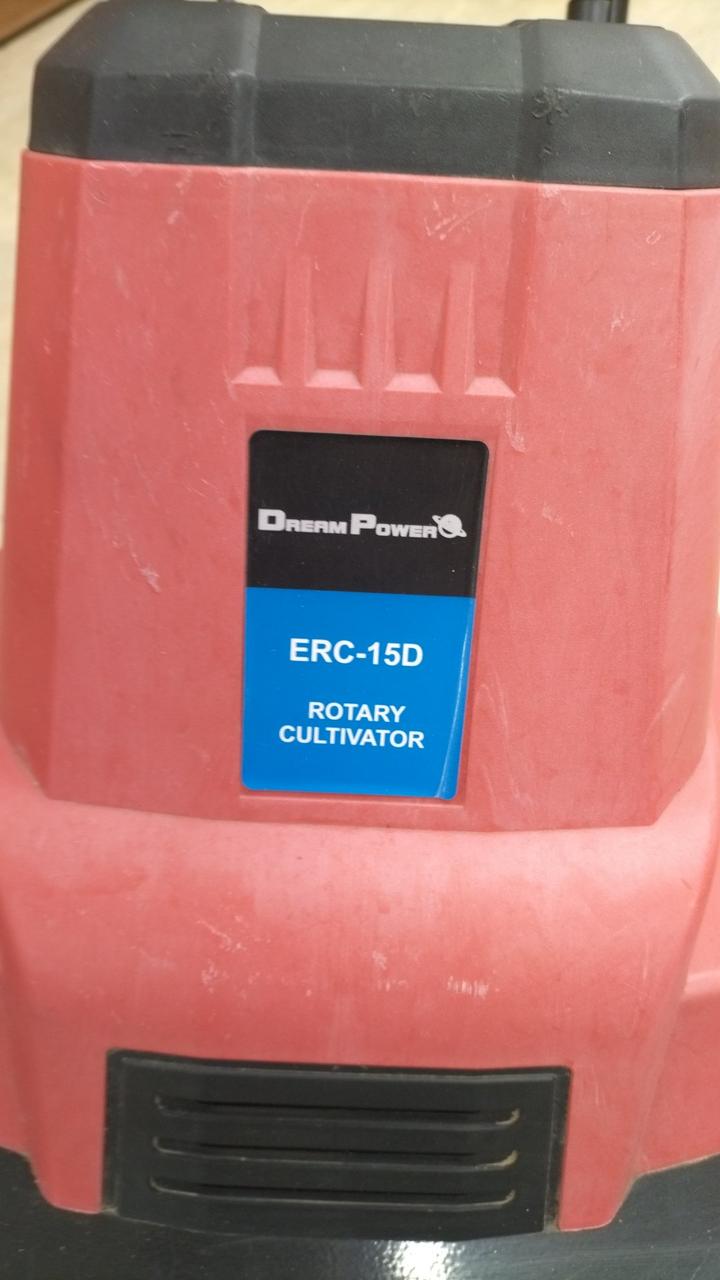 DREAM POWER
ERC-15D
ROTARY
CULTIVATOR